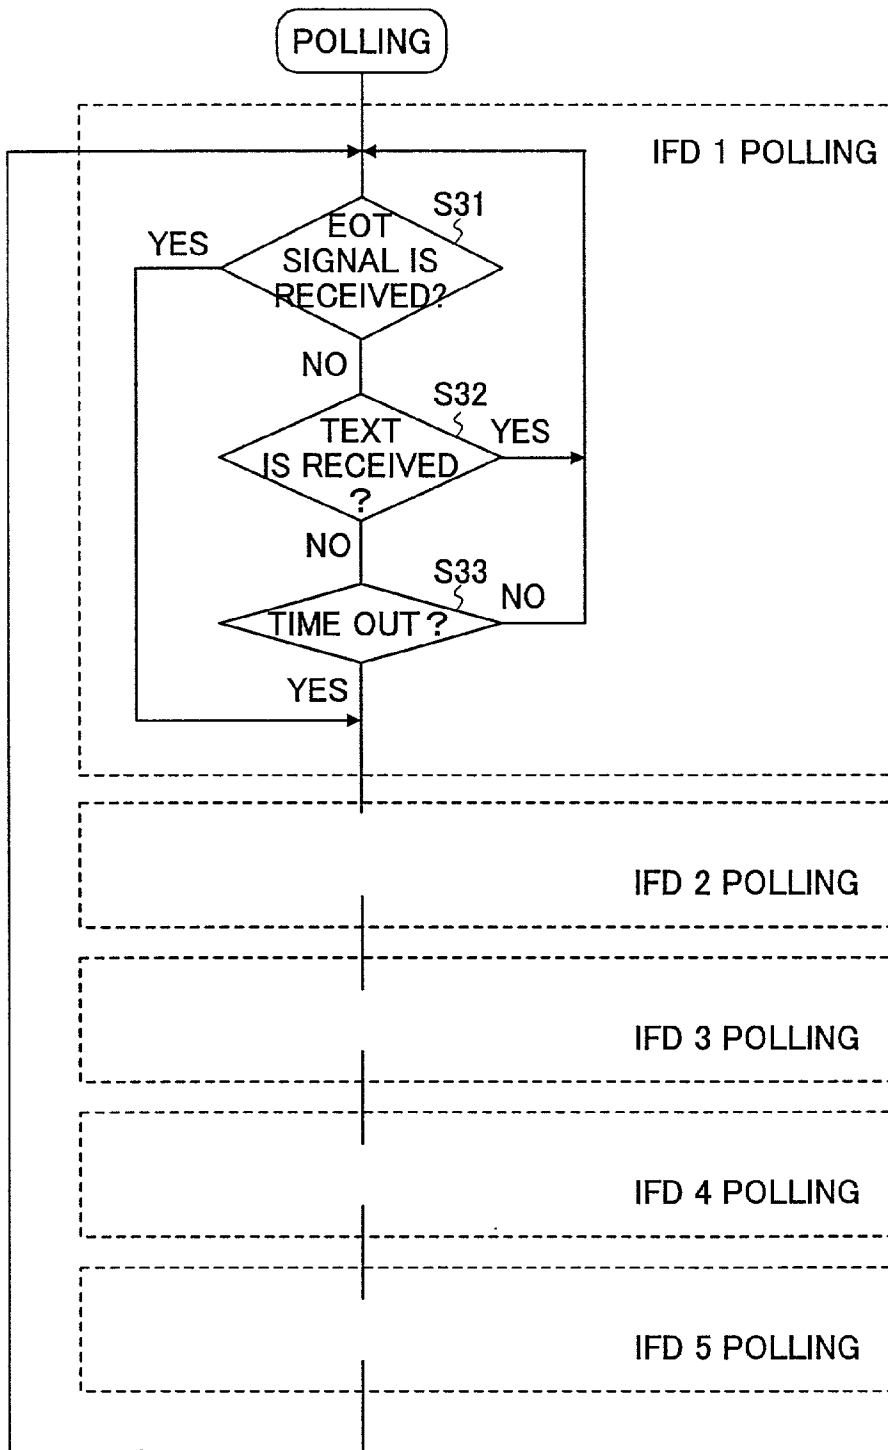 POLLING
IFD 1 POLLING
S31
YES
EOT
SIGNAL IS
RECEIVED?
NO
S32
TEXT
IS RECEIVED
?
YES
NO
S33
TIME OUT ?
NO
YES
IFD 2 POLLING
IFD 3 POLLING
IFD 4 POLLING
IFD 5 POLLING